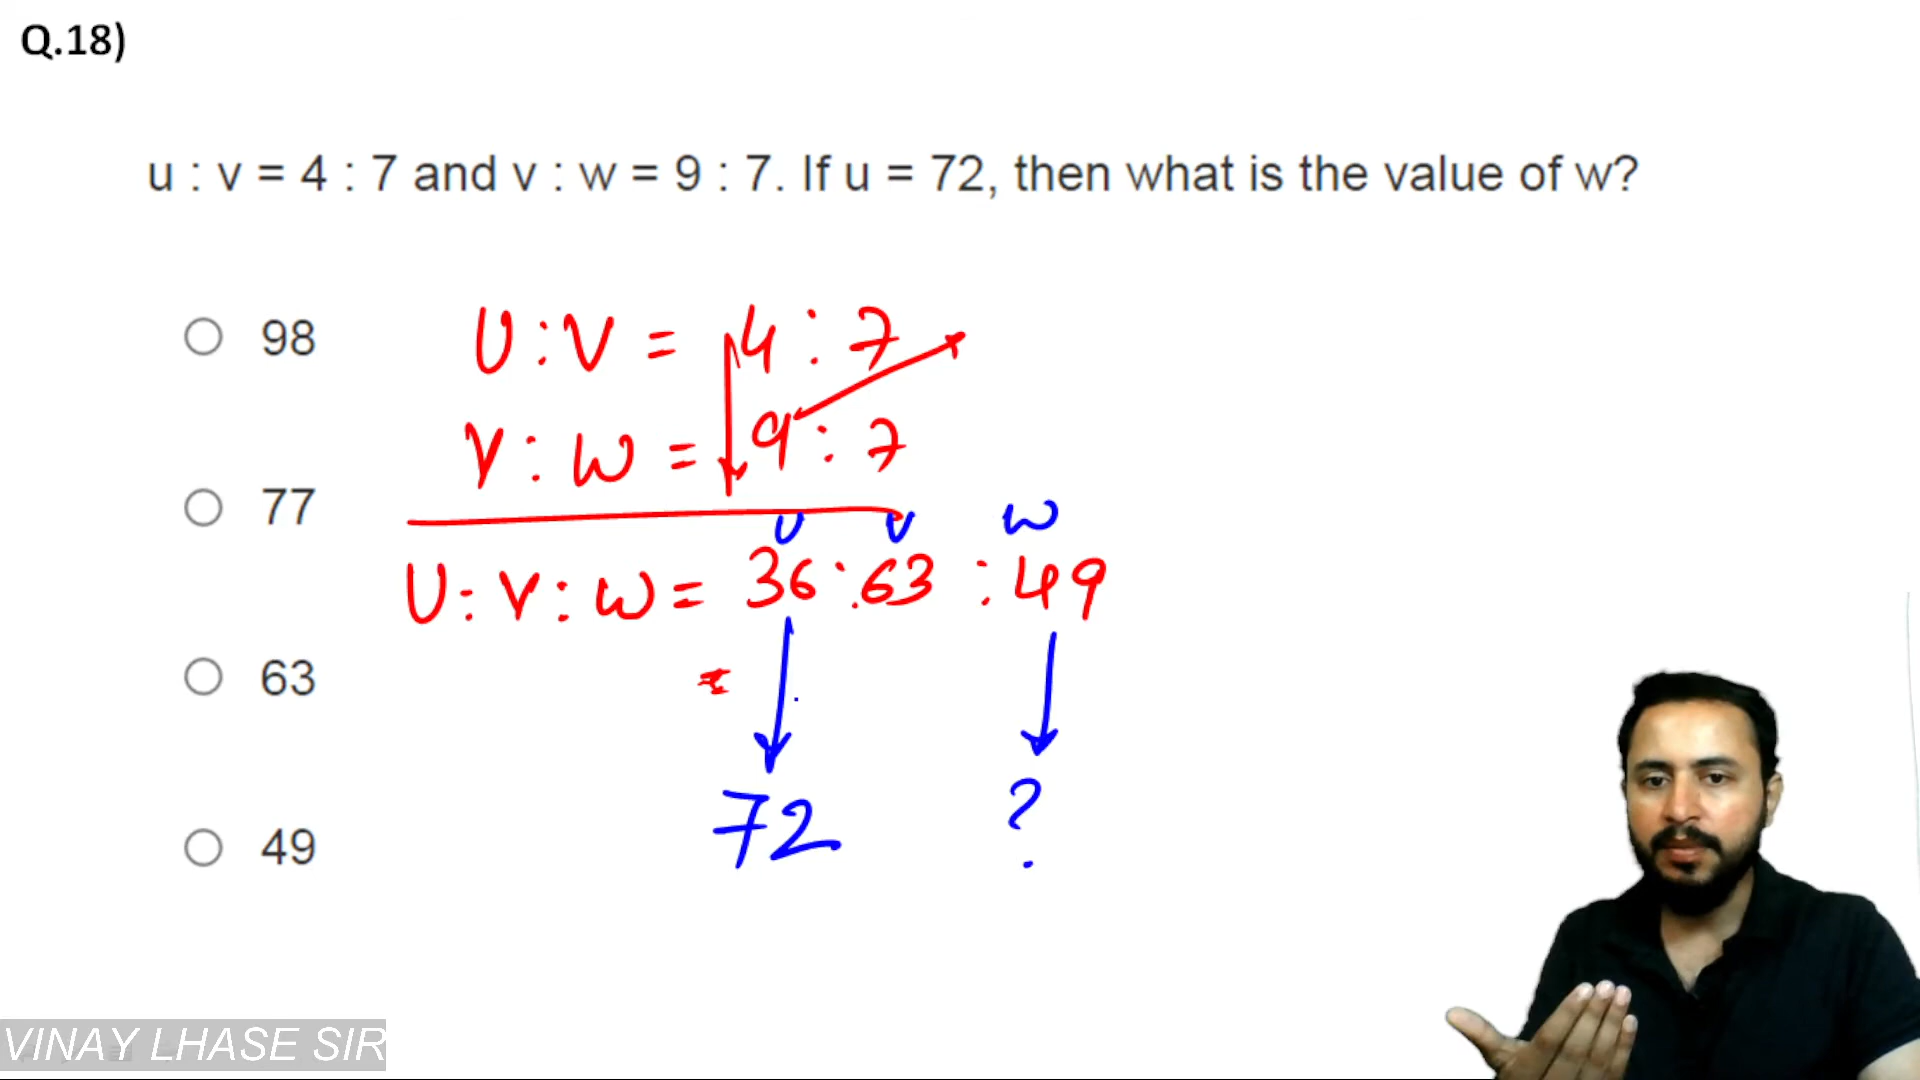 Q.18)
u : v = 4 : 7 and v : w = 9 : 7. If u = 72, then what is the value of w?
98
77
63
49
U : V = 4 : 7
V : W = 9 : 7
U V W
U : V : W = 36 : 63 : 49
72 ?
VINAY LHASE SIR